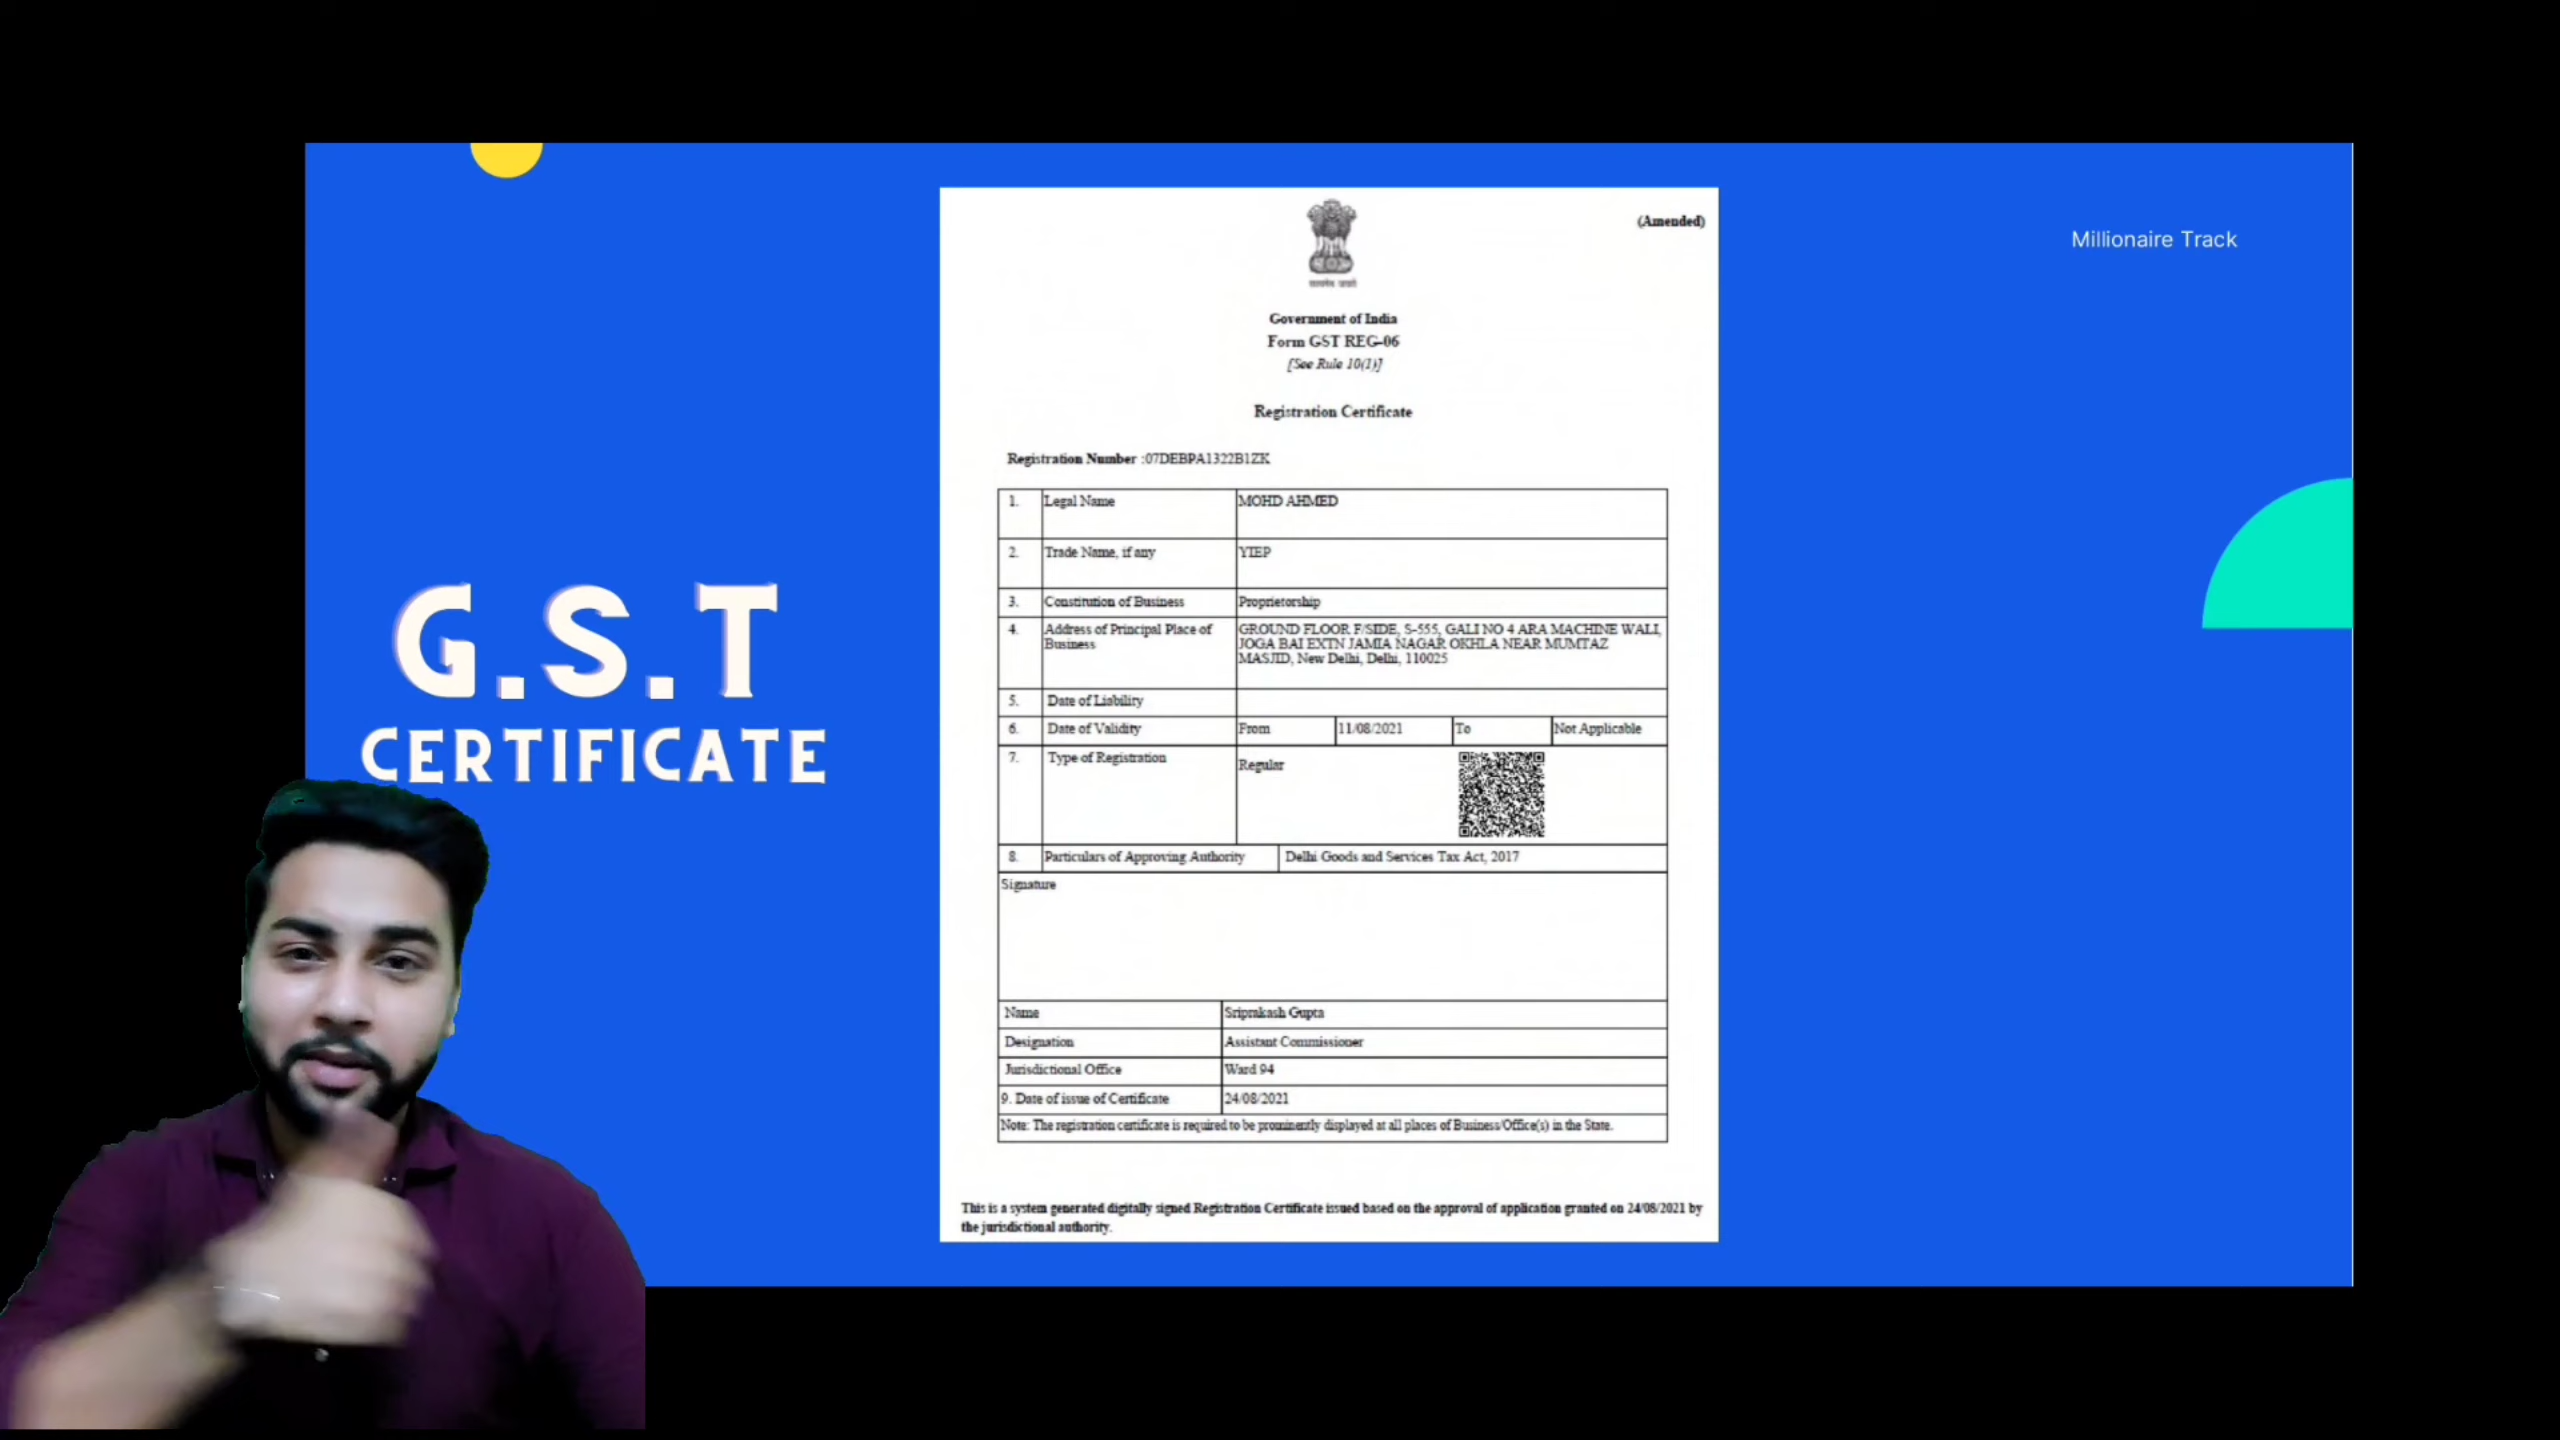 Millionaire Track
G.S.T
CERTIFICATE
(Amended)
Government of India
Form GST REG-06
[See Rule 10(1)]
Registration Certificate
Registration Number :07DEBPA1322B1ZK
1. Legal Name MOHD AHMED
2. Trade Name, if any YIEP
3. Constitution of Business Proprietorship
4. Address of Principal Place of
Business
GROUND FLOOR F/SIDE, S-555, GALI NO 4 ARA MACHINE WALI,
JOGA BAI EXTN JAMIA NAGAR OKHLA NEAR MUMTAZ
MASJID, New Delhi, Delhi, 110025
5. Date of Liability
6. Date of Validity From 11/08/2021 To Not Applicable
7. Type of Registration Regular
8. Particulars of Approving Authority Delhi Goods and Services Tax Act, 2017
Signature
Name Sriprakash Gupta
Designation Assistant Commissioner
Jurisdictional Office Ward 94
9. Date of issue of Certificate 24/08/2021
Note: The registration certificate is required to be prominently displayed at all places of Business/Office(s) in the State.
This is a system generated digitally signed Registration Certificate issued based on the approval of application granted on 24/08/2021 by
the jurisdictional authority.